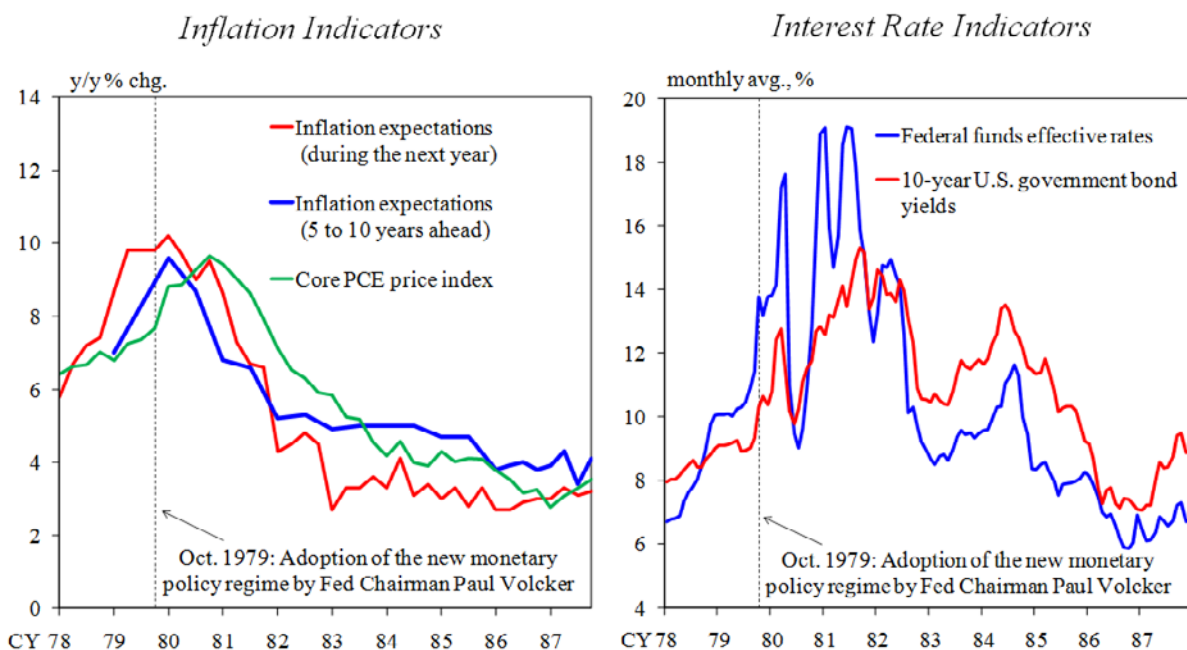 Inflation Indicators
y/y % chg.
14
12
10
8
6
4
2
0
Inflation expectations
(during the next year)
Inflation expectations
(5 to 10 years ahead)
Core PCE price index
Oct. 1979: Adoption of the new monetary
policy regime by Fed Chairman Paul Volcker
CY 78 79 80 81 82 83 84 85 86 87
Interest Rate Indicators
monthly avg., %
20
18
16
14
12
10
8
6
4
Federal funds effective rates
10-year U.S. government bond
yields
Oct. 1979: Adoption of the new monetary
policy regime by Fed Chairman Paul Volcker
CY 78 79 80 81 82 83 84 85 86 87